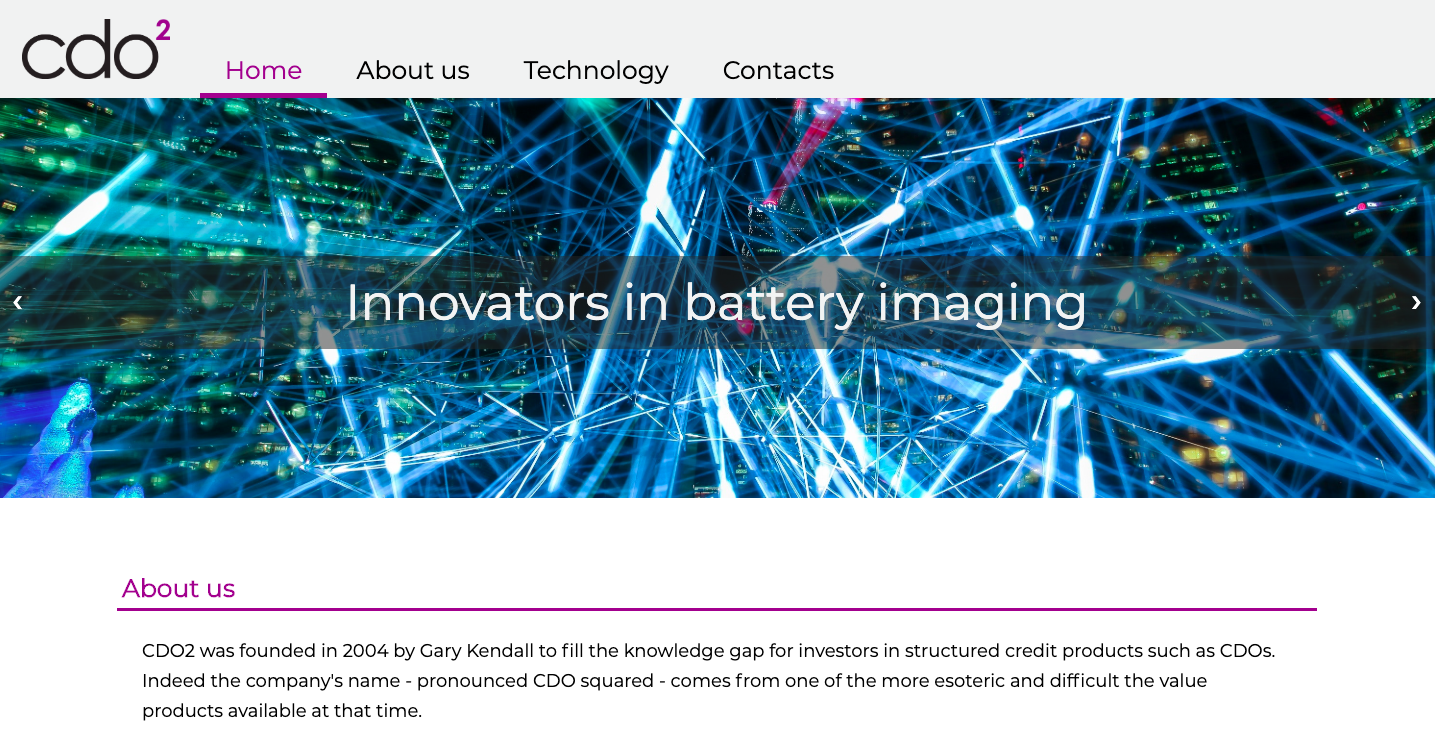 cdo²
Home About us Technology Contacts
‹ Innovators in battery imaging ›
About us
CDO2 was founded in 2004 by Gary Kendall to fill the knowledge gap for investors in structured credit products such as CDOs.
Indeed the company's name - pronounced CDO squared - comes from one of the more esoteric and difficult the value
products available at that time.